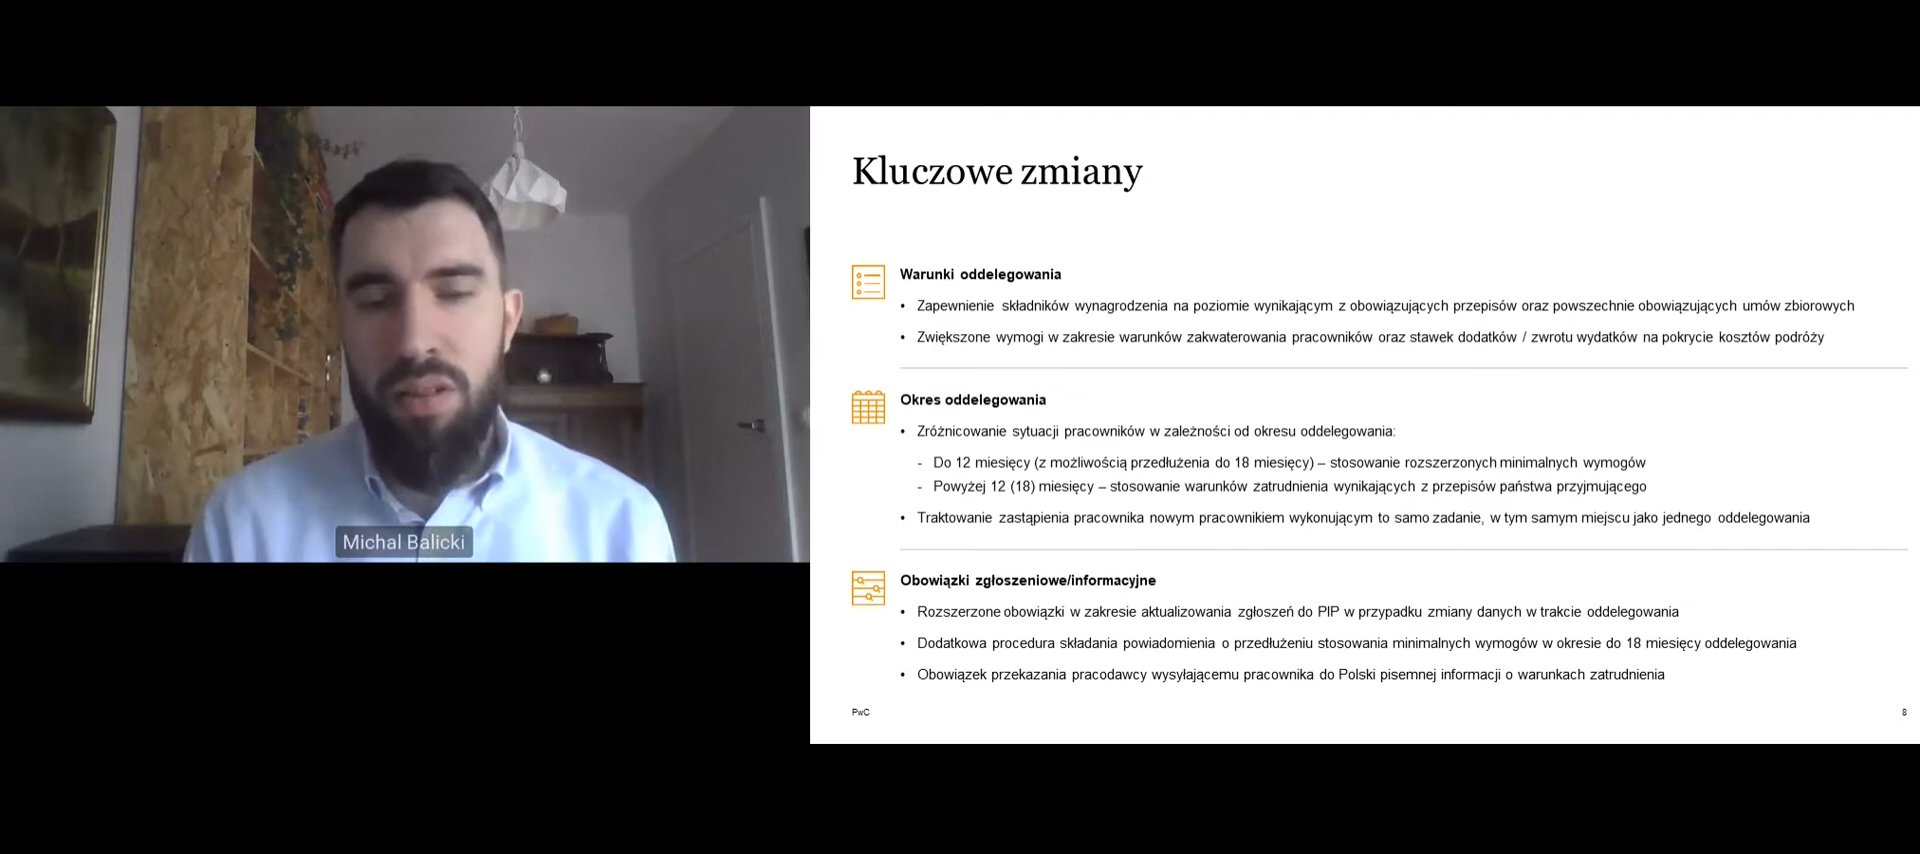 Michal Balicki
Kluczowe zmiany
Warunki oddelegowania
• Zapewnienie składników wynagrodzenia na poziomie wynikającym z obowiązujących przepisów oraz powszechnie obowiązujących umów zbiorowych
• Zwiększone wymogi w zakresie warunków zakwaterowania pracowników oraz stawek dodatków / zwrotu wydatków na pokrycie kosztów podróży
Okres oddelegowania
• Zróżnicowanie sytuacji pracowników w zależności od okresu oddelegowania:
- Do 12 miesięcy (z możliwością przedłużenia do 18 miesięcy) – stosowanie rozszerzonych minimalnych wymogów
- Powyżej 12 (18) miesięcy – stosowanie warunków zatrudnienia wynikających z przepisów państwa przyjmującego
• Traktowanie zastąpienia pracownika nowym pracownikiem wykonującym to samo zadanie, w tym samym miejscu jako jednego oddelegowania
Obowiązki zgłoszeniowe/informacyjne
• Rozszerzone obowiązki w zakresie aktualizowania zgłoszeń do PIP w przypadku zmiany danych w trakcie oddelegowania
• Dodatkowa procedura składania powiadomienia o przedłużeniu stosowania minimalnych wymogów w okresie do 18 miesięcy oddelegowania
• Obowiązek przekazania pracodawcy wysyłającemu pracownika do Polski pisemnej informacji o warunkach zatrudnienia
PwC
8